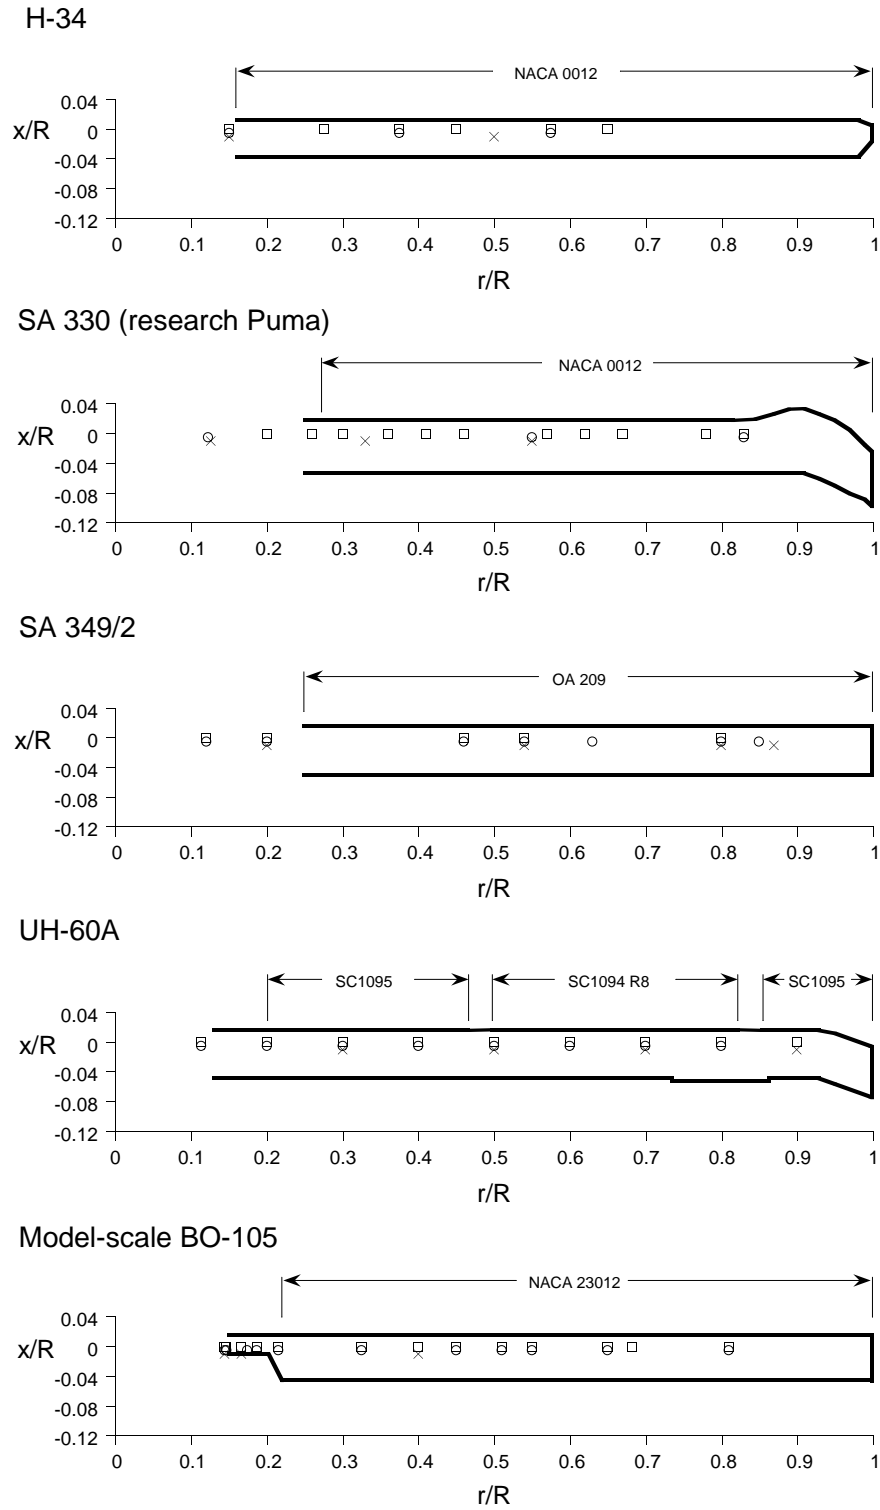 H-34
NACA 0012
0.04
x/R 0
-0.04
-0.08
-0.12
0 0.1 0.2 0.3 0.4 0.5 0.6 0.7 0.8 0.9 1
r/R
SA 330 (research Puma)
NACA 0012
0.04
x/R 0
-0.04
-0.08
-0.12
0 0.1 0.2 0.3 0.4 0.5 0.6 0.7 0.8 0.9 1
r/R
SA 349/2
OA 209
0.04
x/R 0
-0.04
-0.08
-0.12
0 0.1 0.2 0.3 0.4 0.5 0.6 0.7 0.8 0.9 1
r/R
UH-60A
SC1095 SC1094 R8 SC1095
0.04
x/R 0
-0.04
-0.08
-0.12
0 0.1 0.2 0.3 0.4 0.5 0.6 0.7 0.8 0.9 1
r/R
Model-scale BO-105
NACA 23012
0.04
x/R 0
-0.04
-0.08
-0.12
0 0.1 0.2 0.3 0.4 0.5 0.6 0.7 0.8 0.9 1
r/R